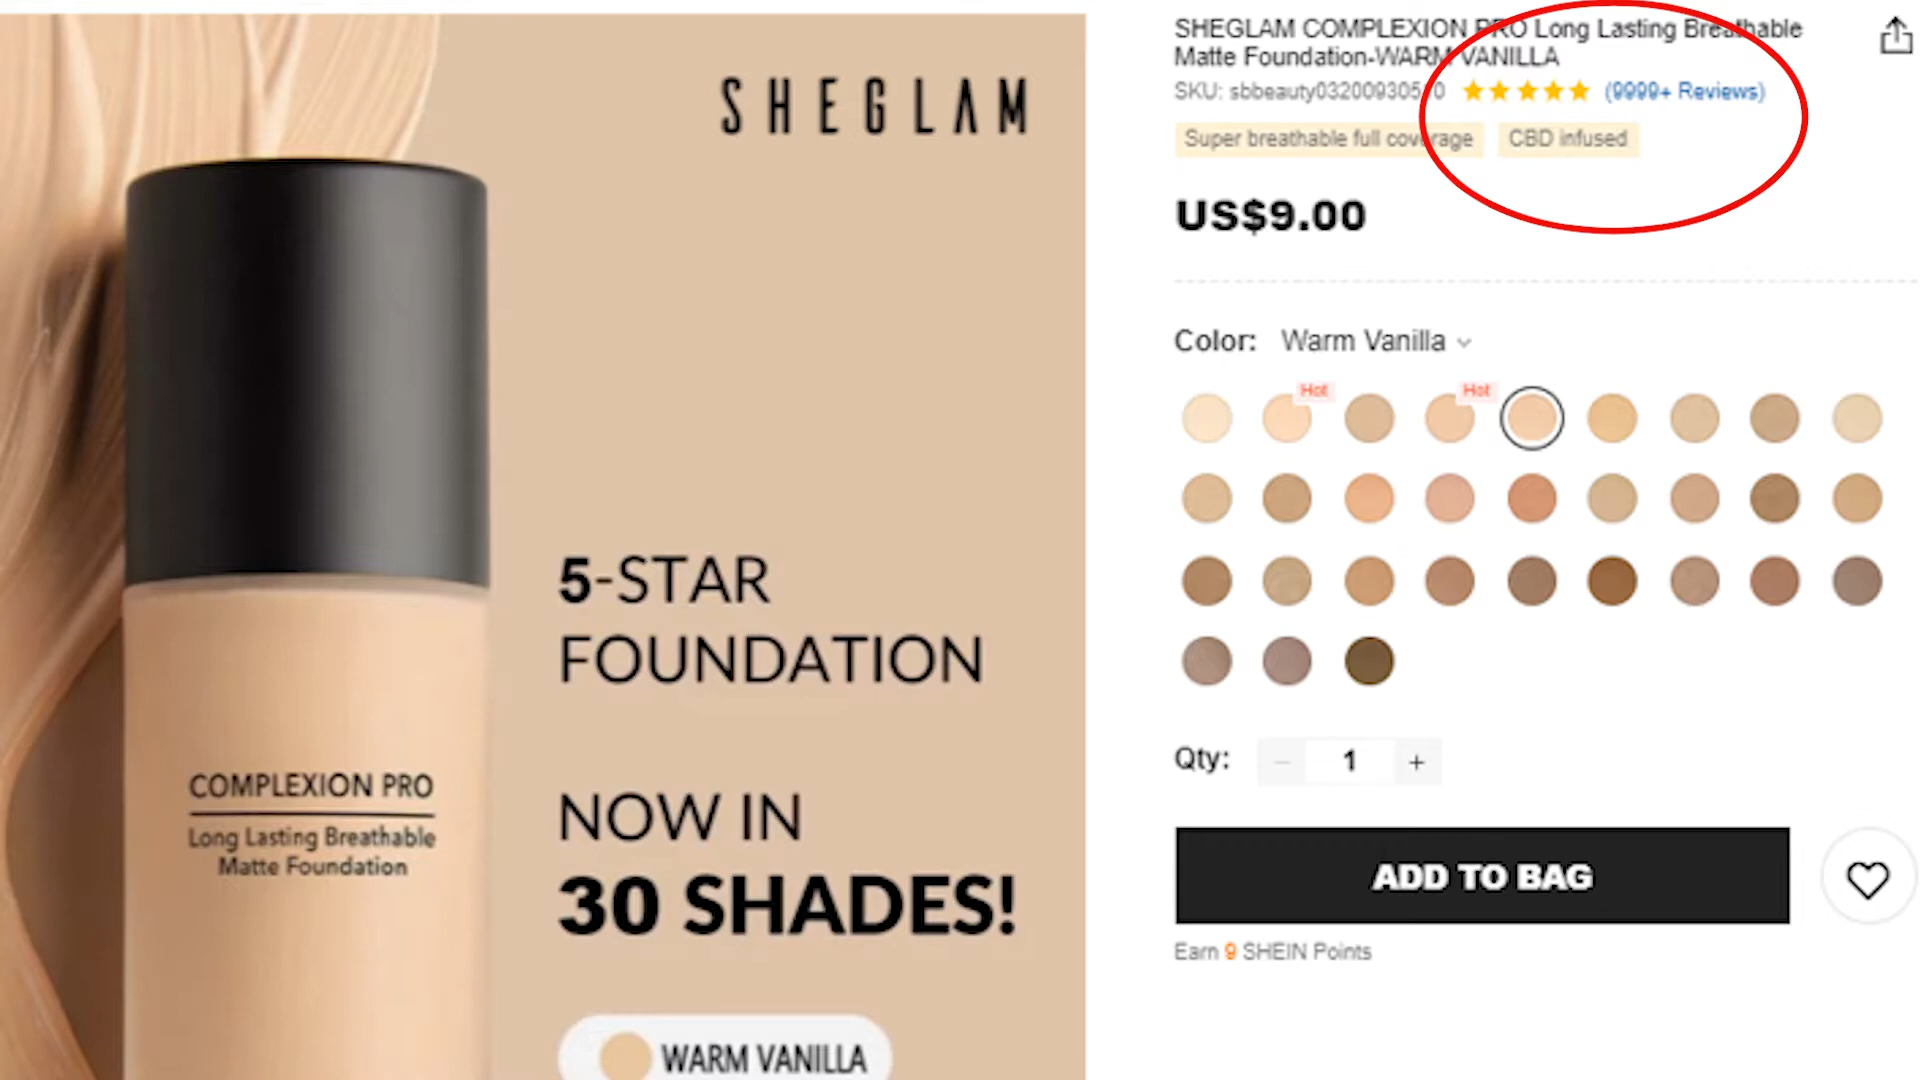 SHEGLAM
5-STAR
FOUNDATION
NOW IN
30 SHADES!
WARM VANILLA
COMPLEXION PRO
Long Lasting Breathable
Matte Foundation
SHEGLAM COMPLEXION PRO Long Lasting Breathable
Matte Foundation-WARM VANILLA
SKU: (9999+ Reviews)
Super breathable full coverage CBD infused
US$9.00
Color: Warm Vanilla
Hot Hot
Qty: − 1 +
ADD TO BAG
Earn 9 SHEIN Points